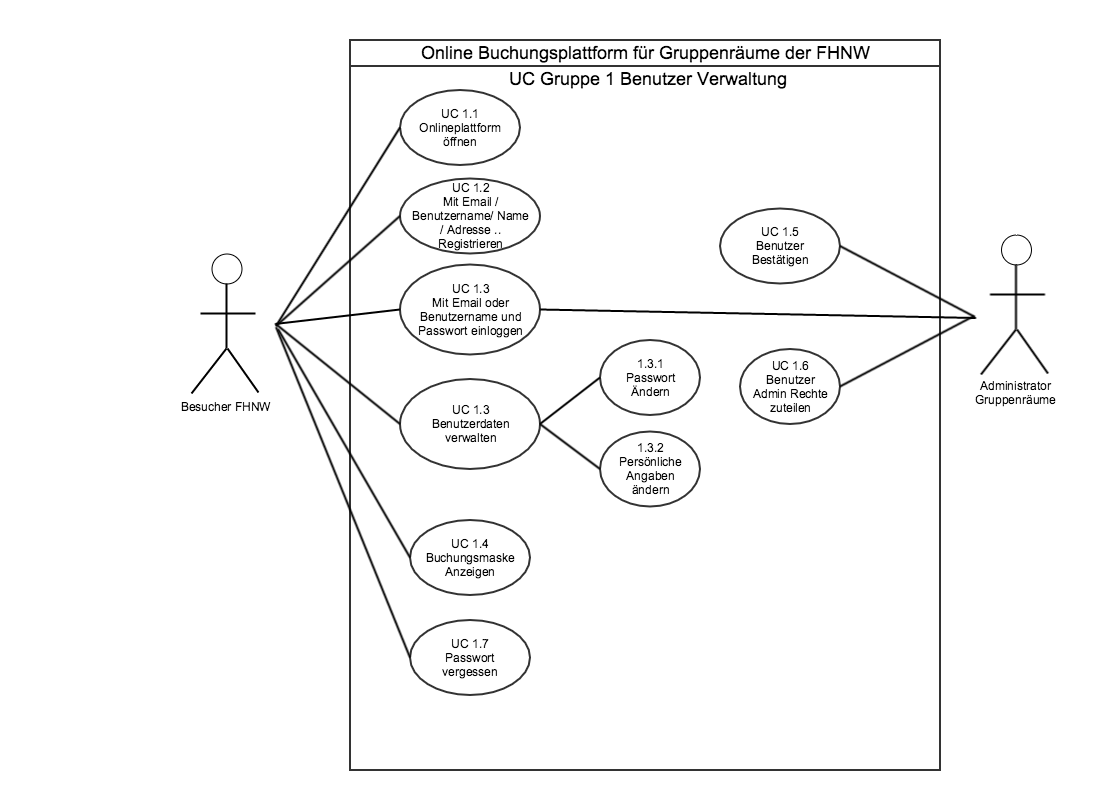 Online Buchungsplattform für Gruppenräume der FHNW
UC Gruppe 1 Benutzer Verwaltung
UC 1.1
Onlineplattform
öffnen
UC 1.2
Mit Email /
Benutzername/ Name
/ Adresse ..
Registrieren
UC 1.3
Mit Email oder
Benutzername und
Passwort einloggen
UC 1.3
Benutzerdaten
verwalten
1.3.1
Passwort
Ändern
1.3.2
Persönliche
Angaben
ändern
UC 1.4
Buchungsmaske
Anzeigen
UC 1.7
Passwort
vergessen
UC 1.5
Benutzer
Bestätigen
UC 1.6
Benutzer
Admin Rechte
zuteilen
Besucher FHNW
Administrator
Gruppenräume